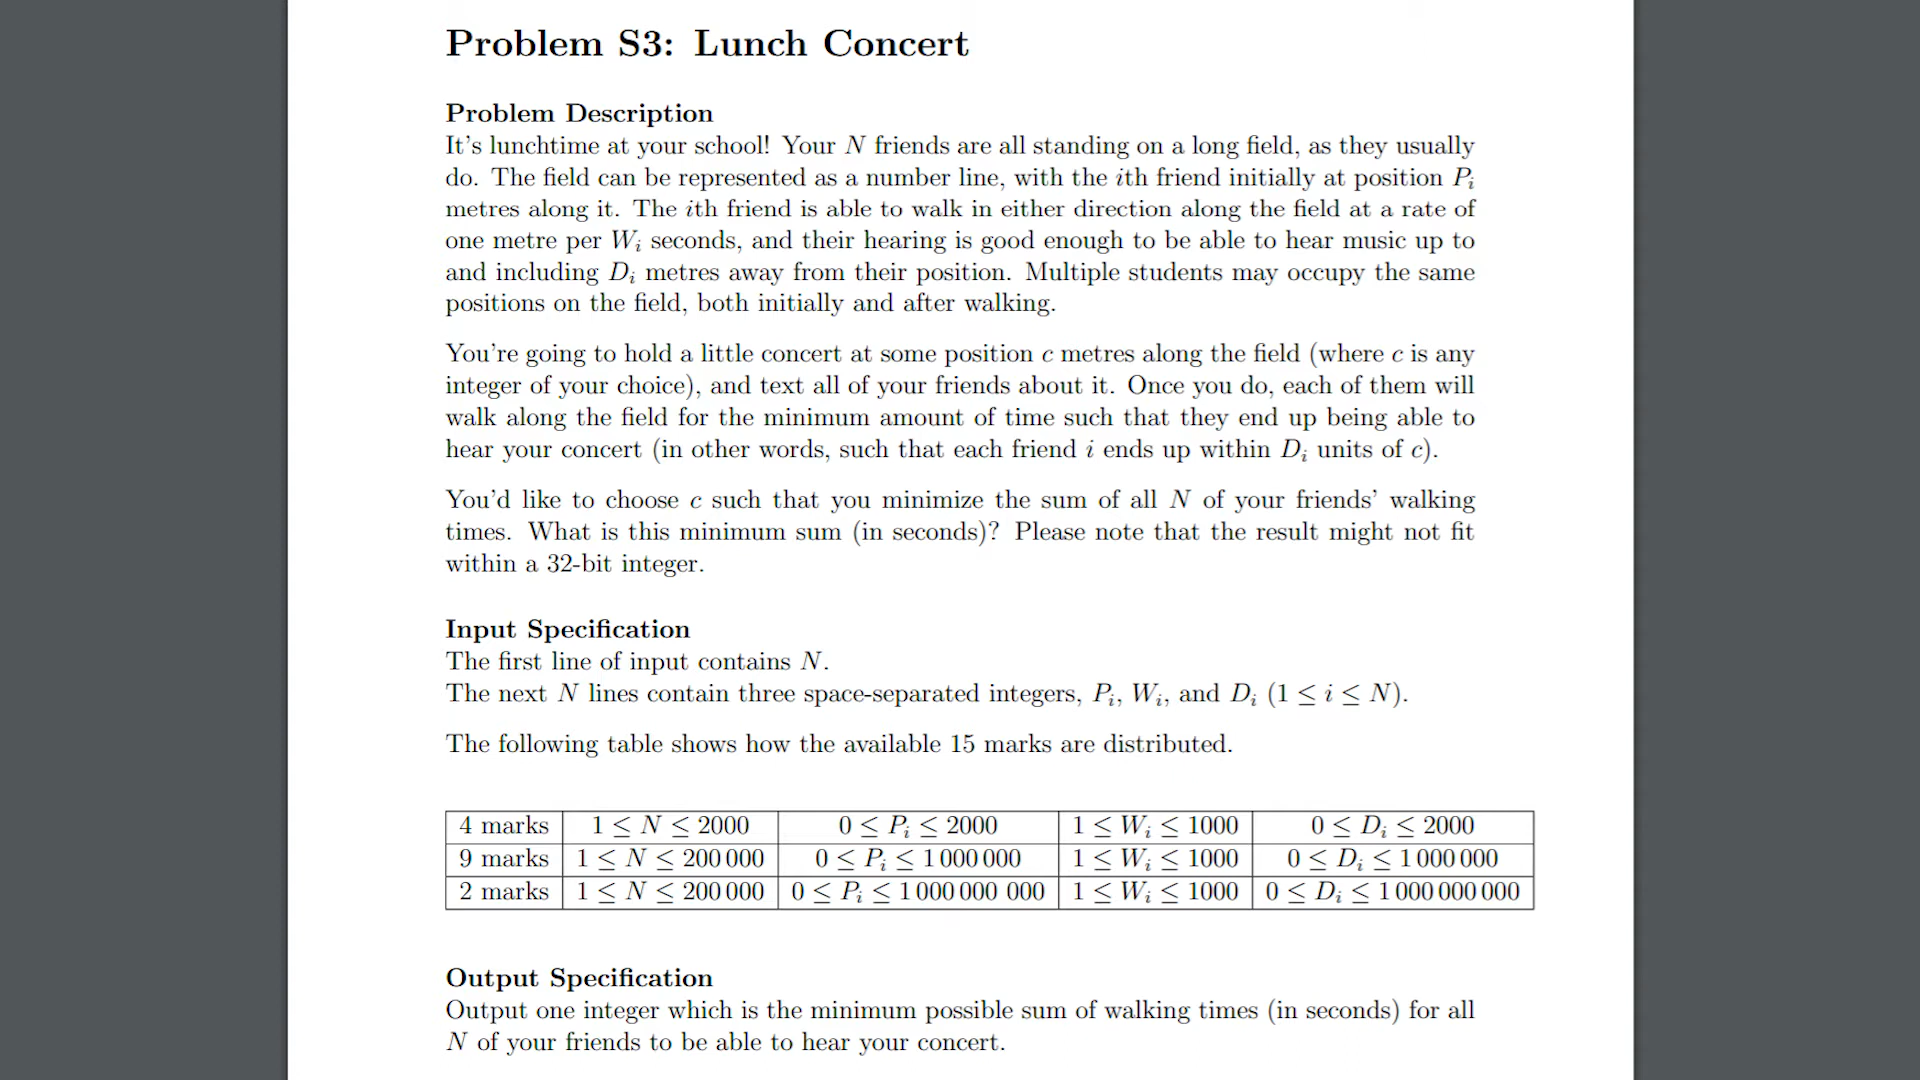 Problem S3: Lunch Concert
Problem Description
It's lunchtime at your school! Your N friends are all standing on a long field, as they usually
do. The field can be represented as a number line, with the ith friend initially at position Pᵢ
metres along it. The ith friend is able to walk in either direction along the field at a rate of
one metre per Wᵢ seconds, and their hearing is good enough to be able to hear music up to
and including Dᵢ metres away from their position. Multiple students may occupy the same
positions on the field, both initially and after walking.
You're going to hold a little concert at some position c metres along the field (where c is any
integer of your choice), and text all of your friends about it. Once you do, each of them will
walk along the field for the minimum amount of time such that they end up being able to
hear your concert (in other words, such that each friend i ends up within Dᵢ units of c).
You'd like to choose c such that you minimize the sum of all N of your friends' walking
times. What is this minimum sum (in seconds)? Please note that the result might not fit
within a 32-bit integer.
Input Specification
The first line of input contains N.
The next N lines contain three space-separated integers, Pᵢ, Wᵢ, and Dᵢ (1 ≤ i ≤ N).
The following table shows how the available 15 marks are distributed.
4 marks 1 ≤ N ≤ 2000 0 ≤ Pᵢ ≤ 2000 1 ≤ Wᵢ ≤ 1000 0 ≤ Dᵢ ≤ 2000
9 marks 1 ≤ N ≤ 200 000 0 ≤ Pᵢ ≤ 1 000 000 1 ≤ Wᵢ ≤ 1000 0 ≤ Dᵢ ≤ 1 000 000
2 marks 1 ≤ N ≤ 200 000 0 ≤ Pᵢ ≤ 1 000 000 000 1 ≤ Wᵢ ≤ 1000 0 ≤ Dᵢ ≤ 1 000 000 000
Output Specification
Output one integer which is the minimum possible sum of walking times (in seconds) for all
N of your friends to be able to hear your concert.